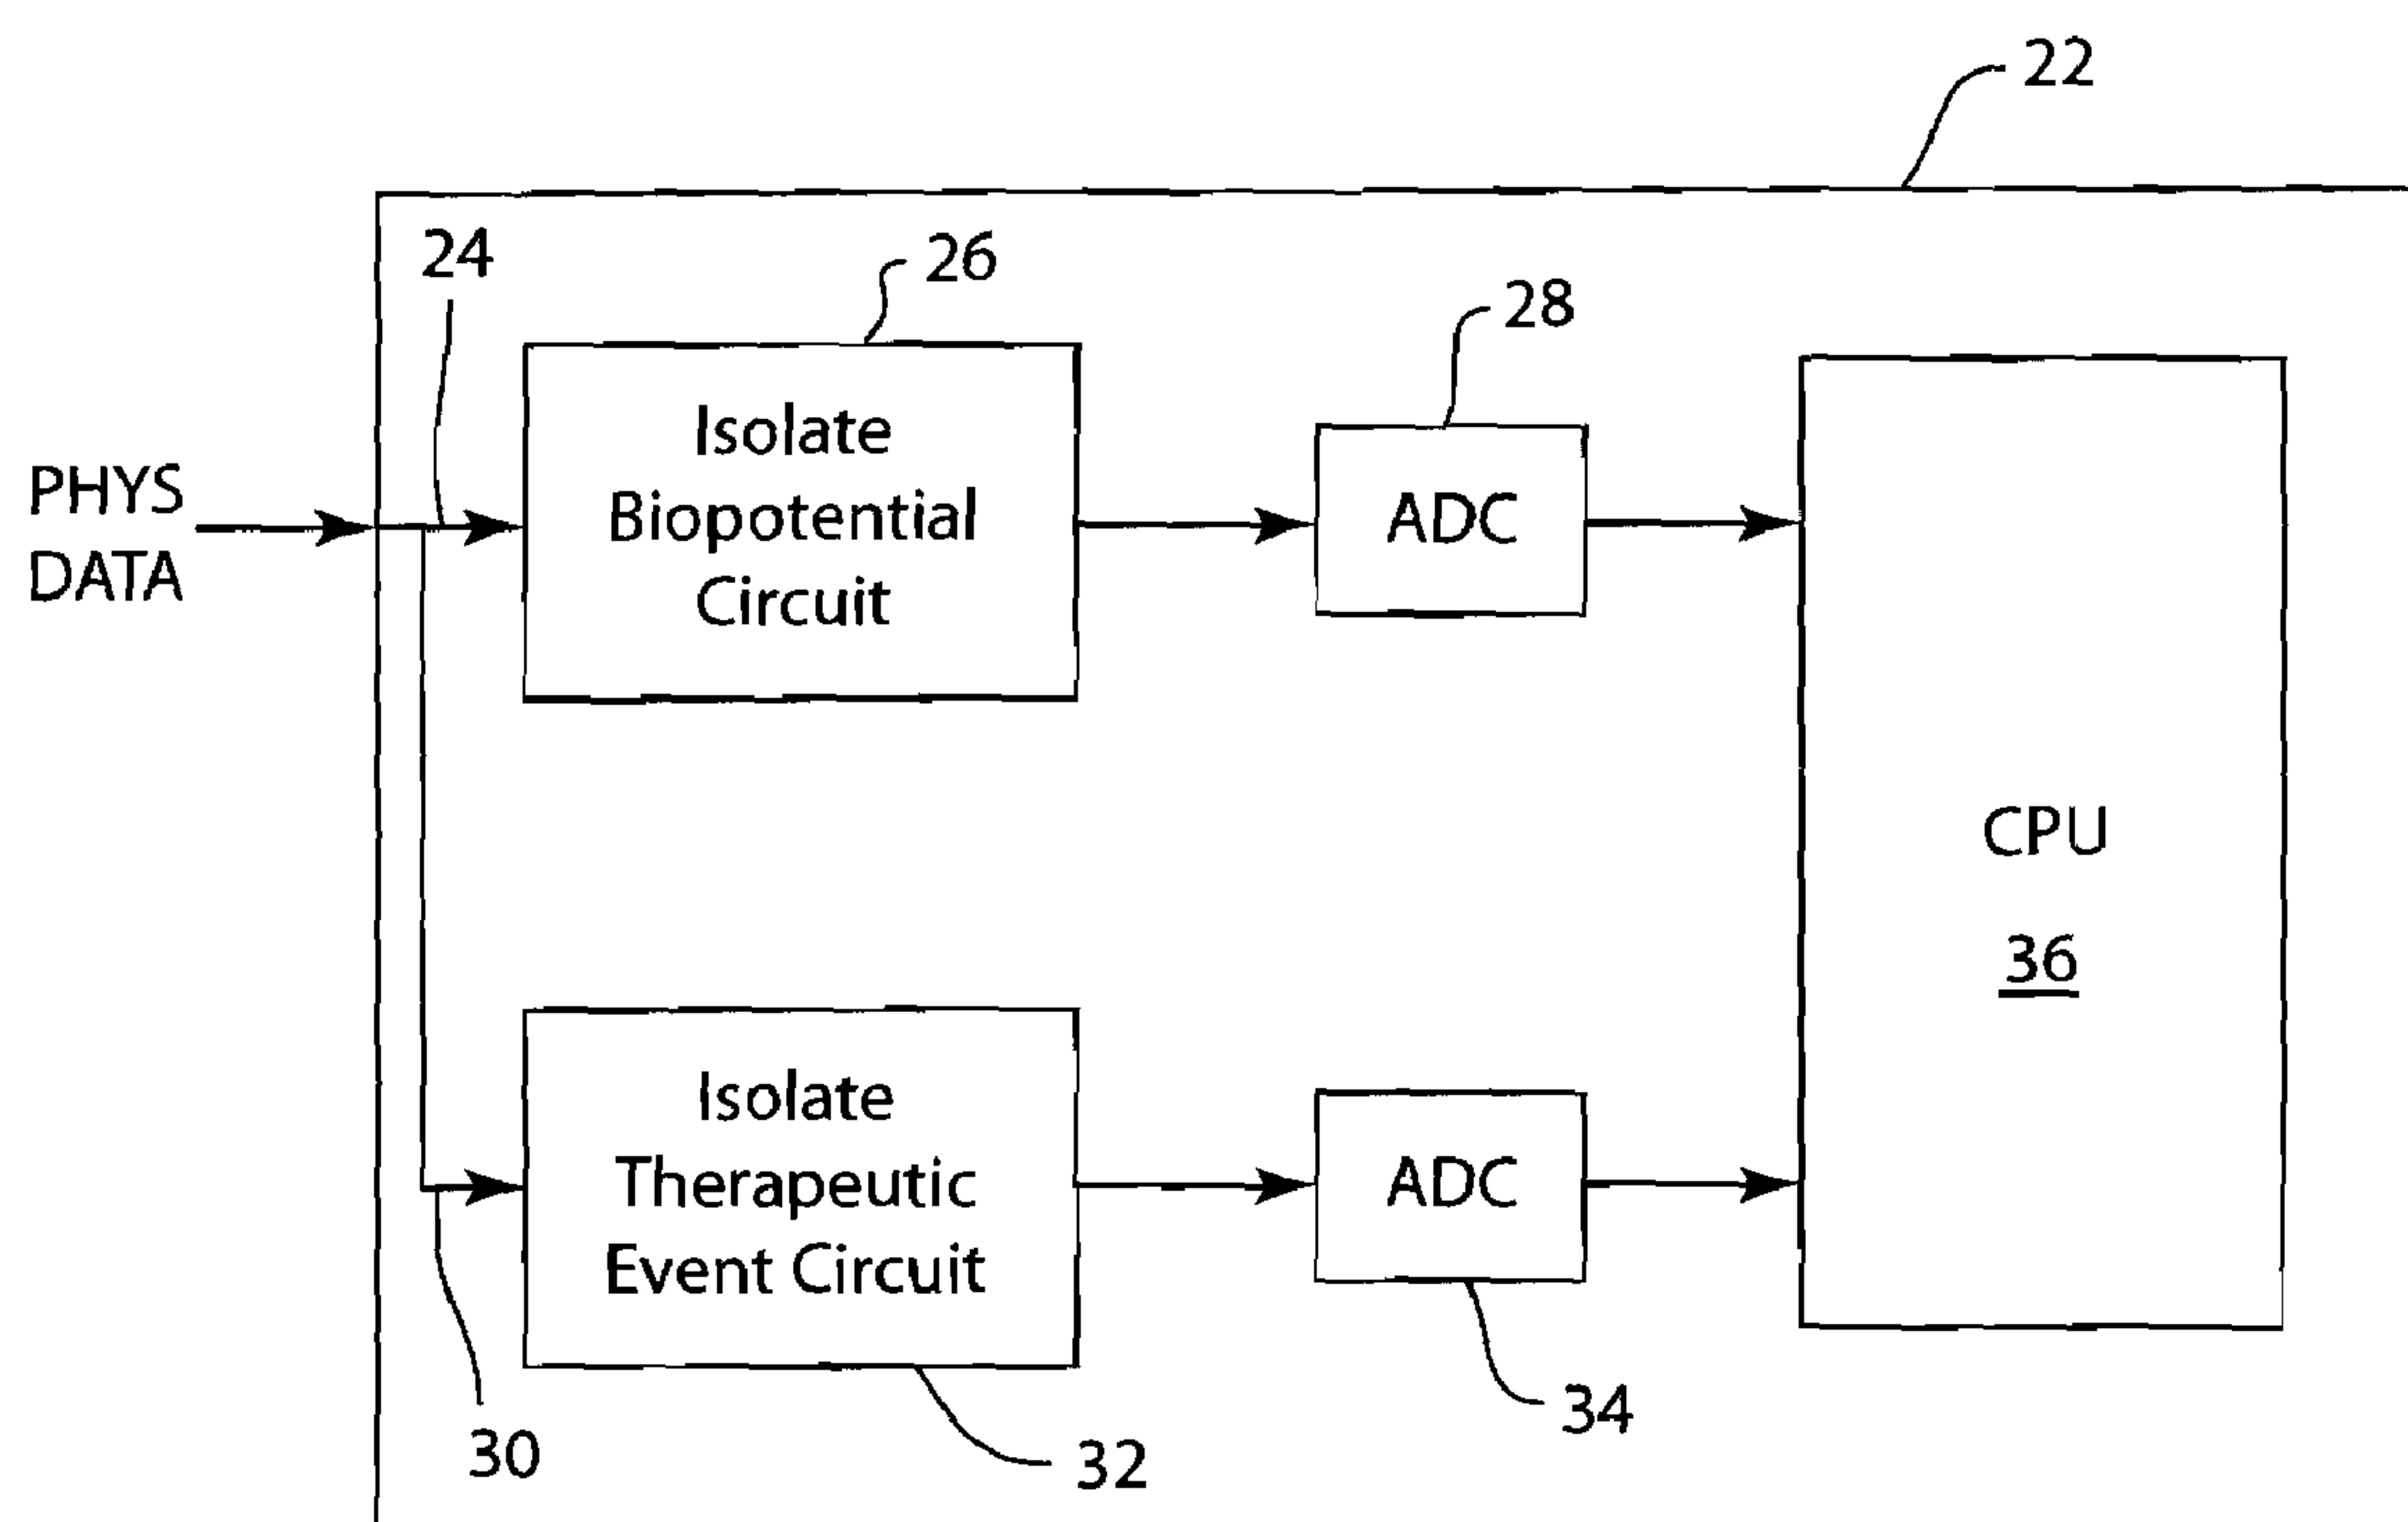 22
24
26
28
PHYS
DATA
Isolate
Biopotential
Circuit
ADC
CPU
36
Isolate
Therapeutic
Event Circuit
ADC
30
32
34